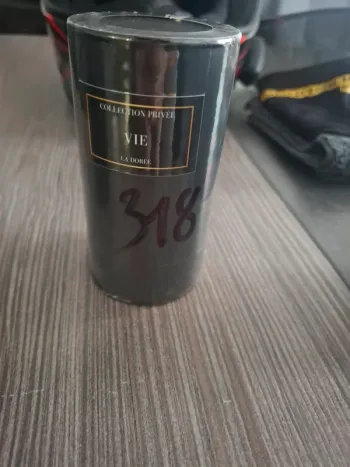 COLLECTION PRIVÉE
VIE
LA DORÉE
318